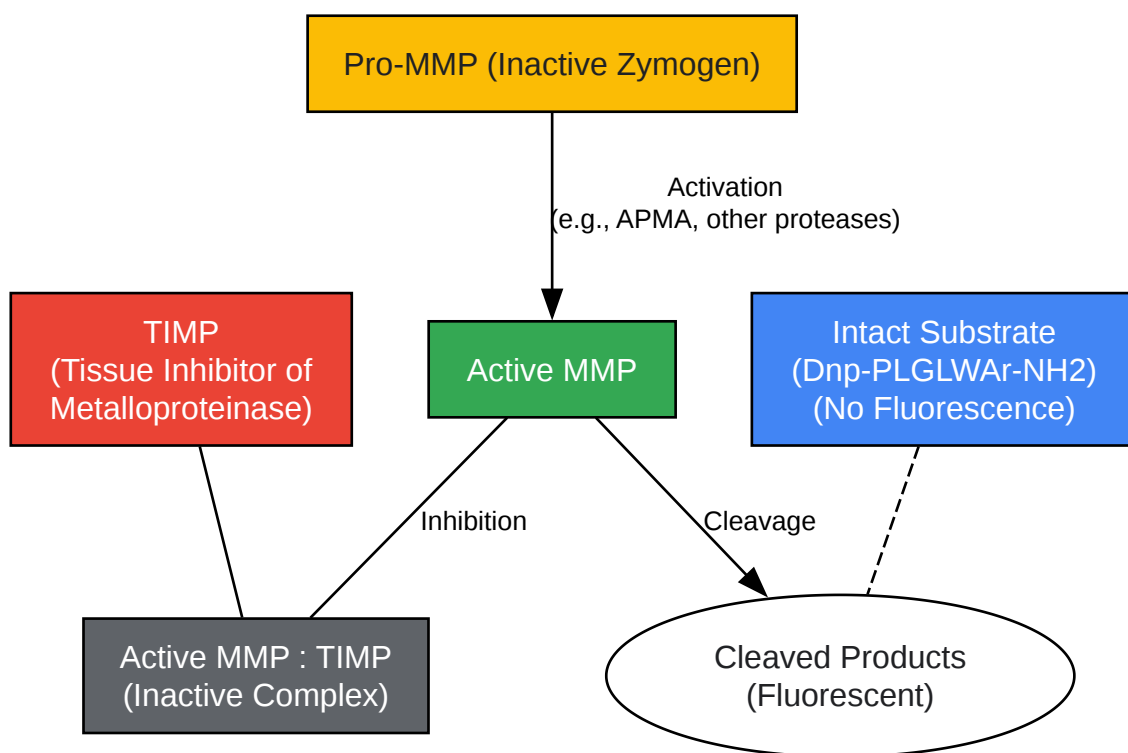 Pro-MMP (Inactive Zymogen)
Activation
(e.g., APMA, other proteases)
TIMP
(Tissue Inhibitor of
Metalloproteinase)
Active MMP
Intact Substrate
(Dnp-PLGLWAr-NH2)
(No Fluorescence)
Inhibition
Cleavage
Active MMP : TIMP
(Inactive Complex)
Cleaved Products
(Fluorescent)